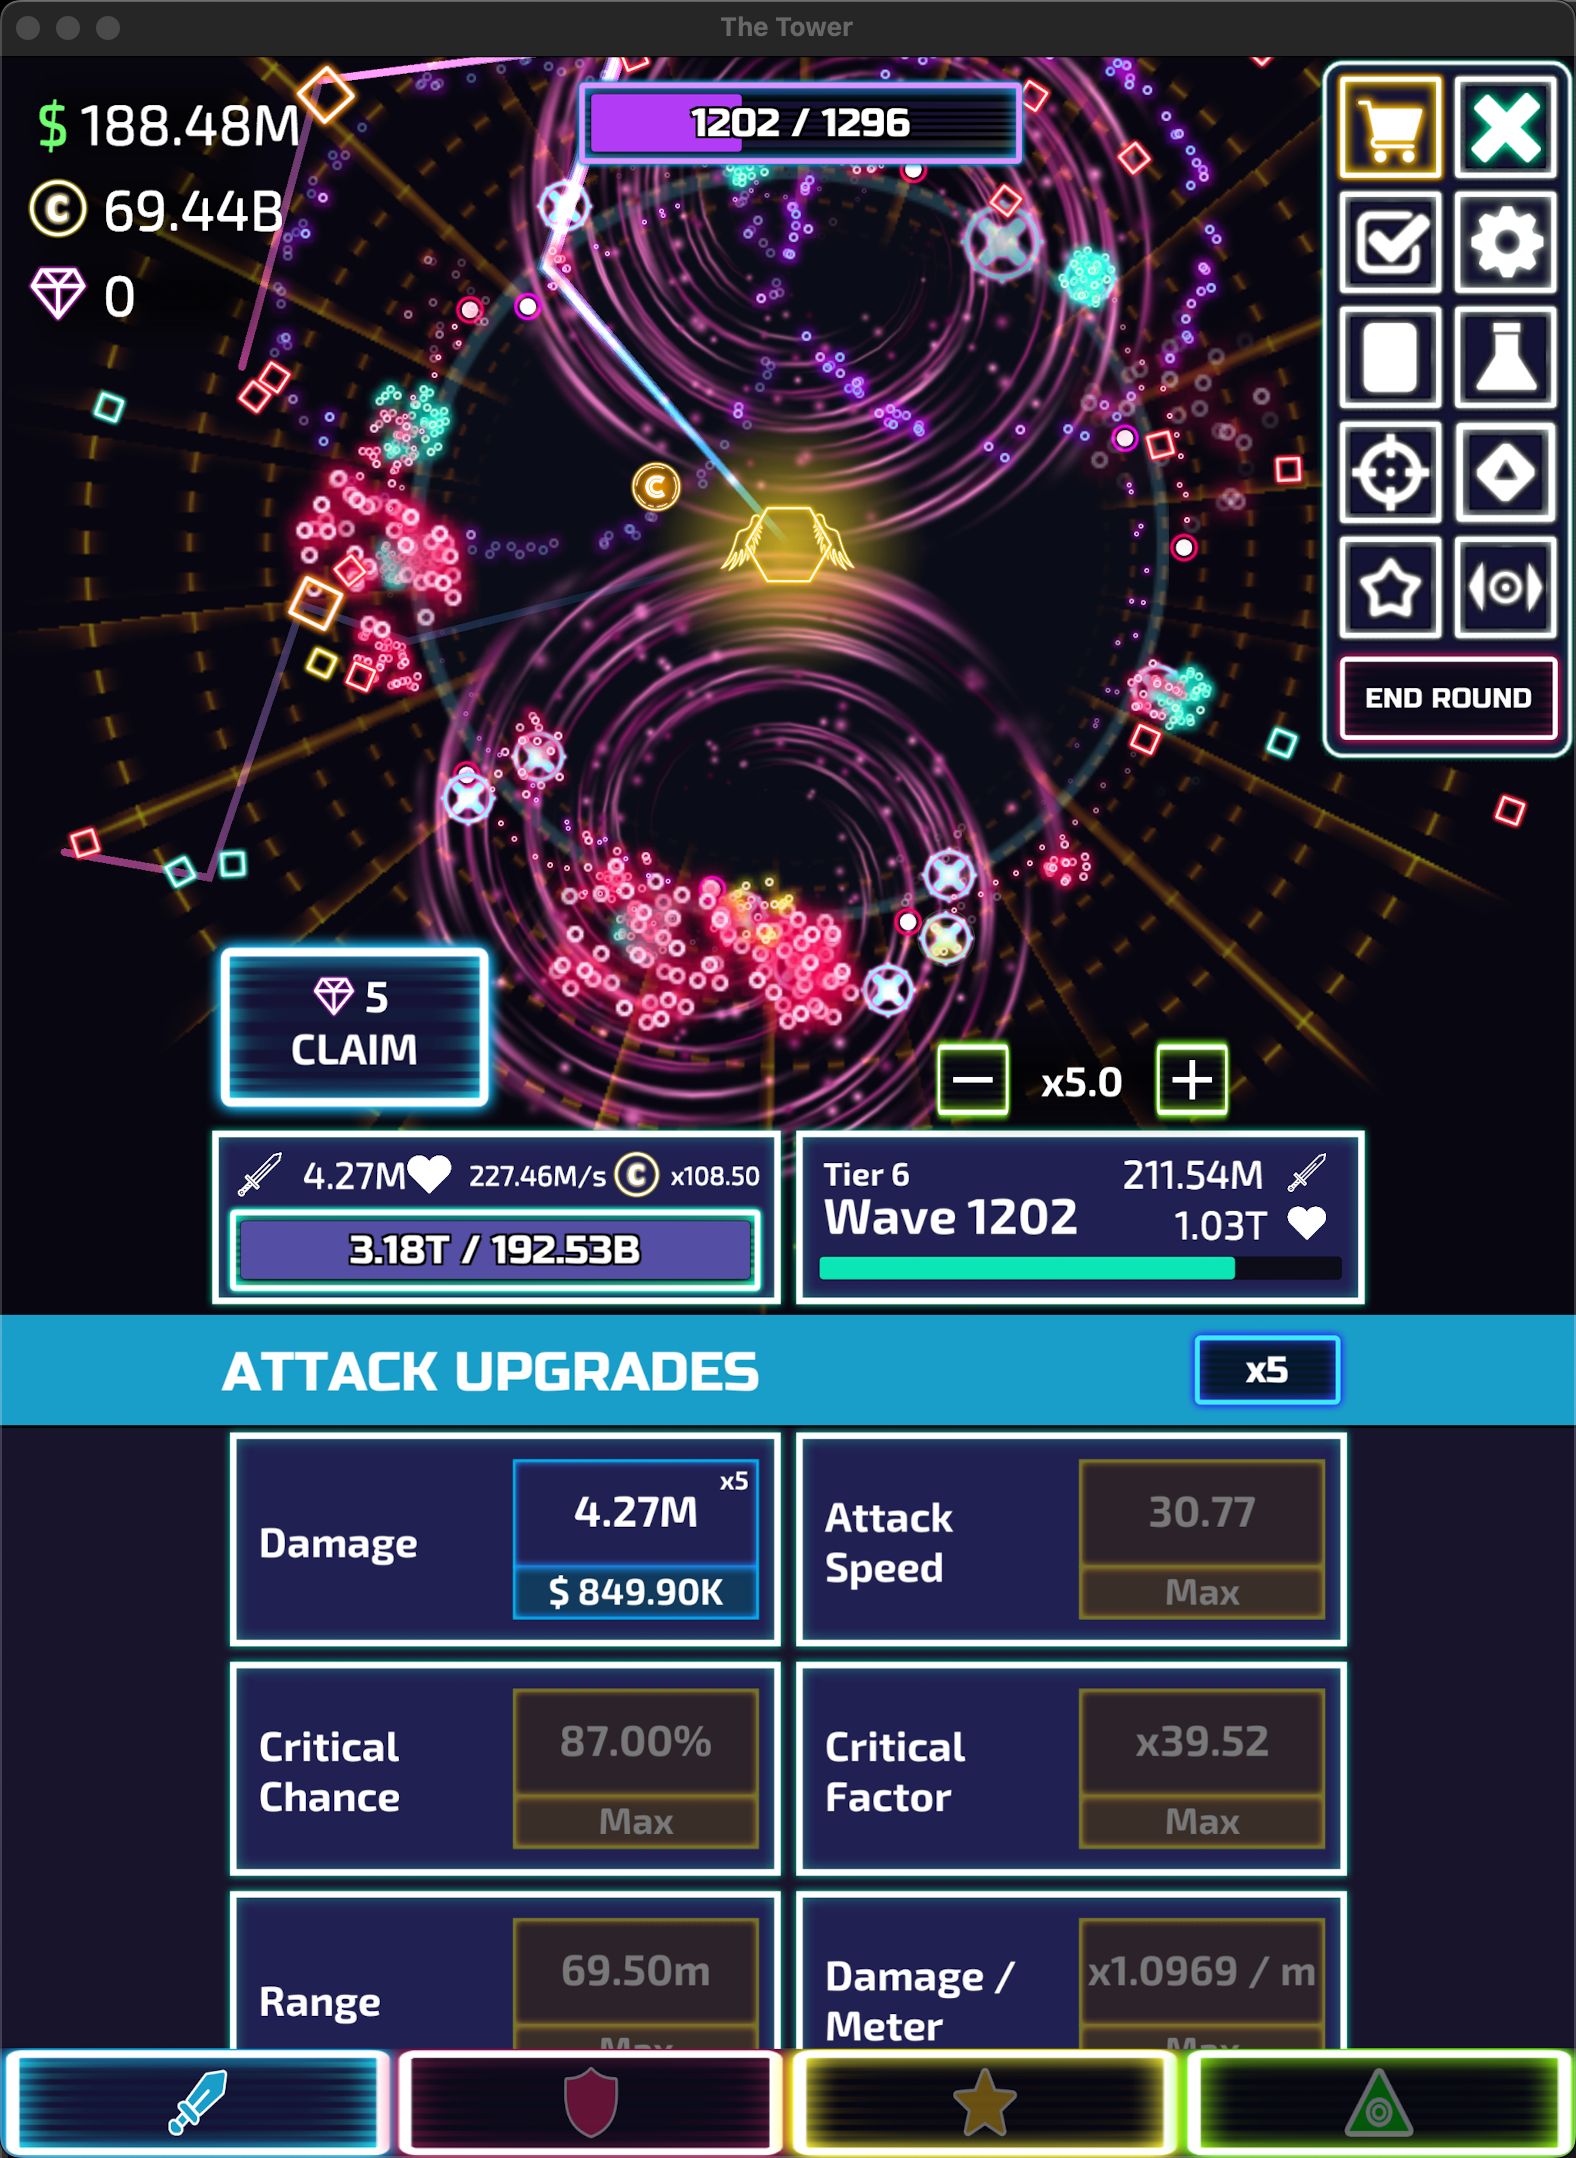 The Tower
$ 188.48M
1202 / 1296
C 69.44B
0
C
END ROUND
5
CLAIM
x5.0
4.27M 227.46M/s C x108.50
3.18T / 192.53B
Tier 6 211.54M
Wave 1202 1.03T
ATTACK UPGRADES x5
Damage
x5
4.27M
$ 849.90K
Attack
Speed
30.77
Max
Critical
Chance
87.00%
Max
Critical
Factor
x39.52
Max
Range
69.50m
Max
Damage /
Meter
x1.0969 / m
Max